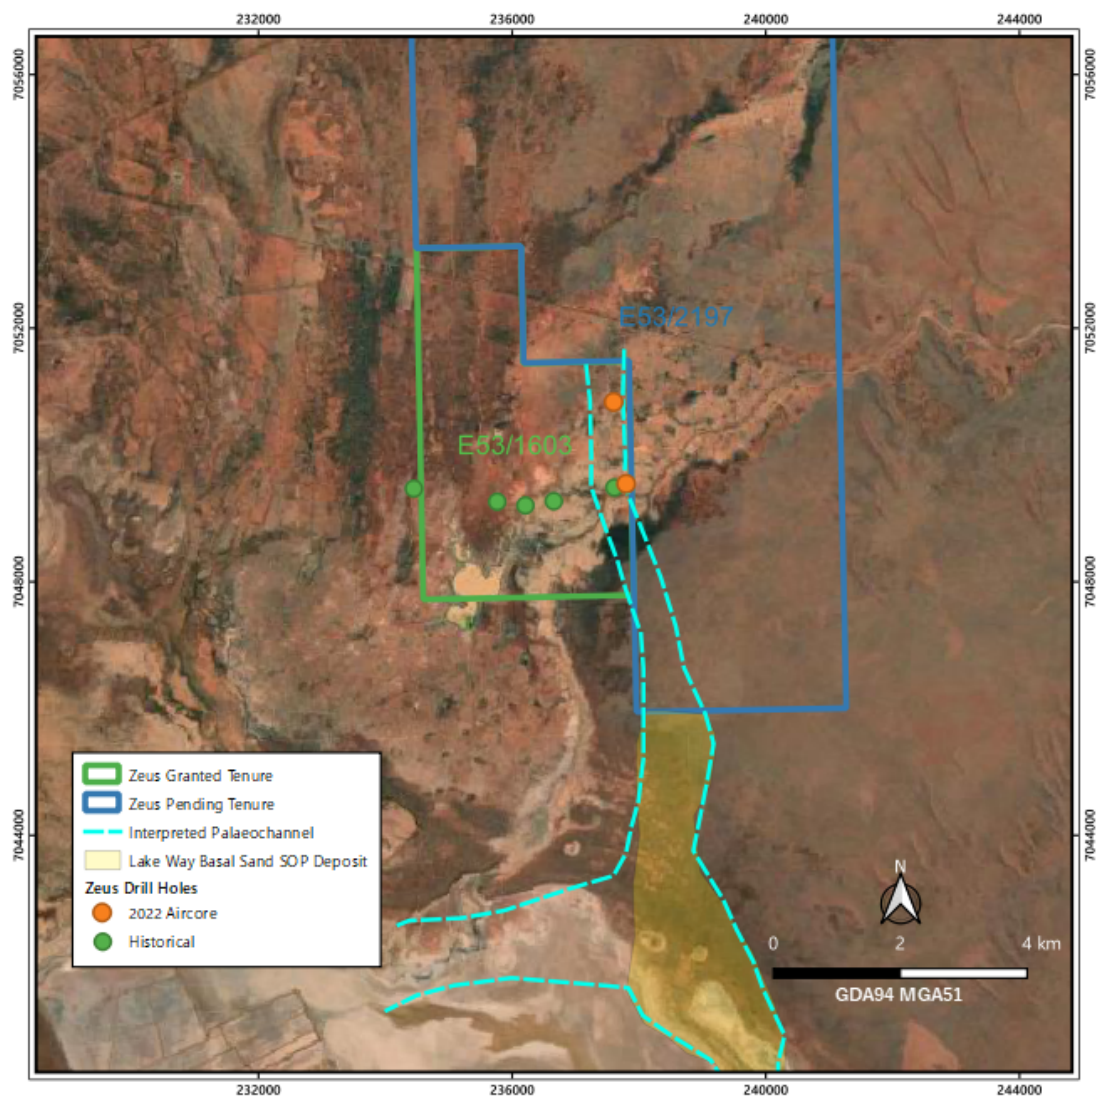 232000 236000 240000 244000
7056000 7056000
7052000 7052000
E53/2197
E53/1603
7048000 7048000
7044000 7044000
Zeus Granted Tenure
Zeus Pending Tenure
Interpreted Palaeochannel
Lake Way Basal Sand SOP Deposit
Zeus Drill Holes
2022 Aircore
Historical
N
0 2 4 km
GDA94 MGA51
232000 236000 240000 244000